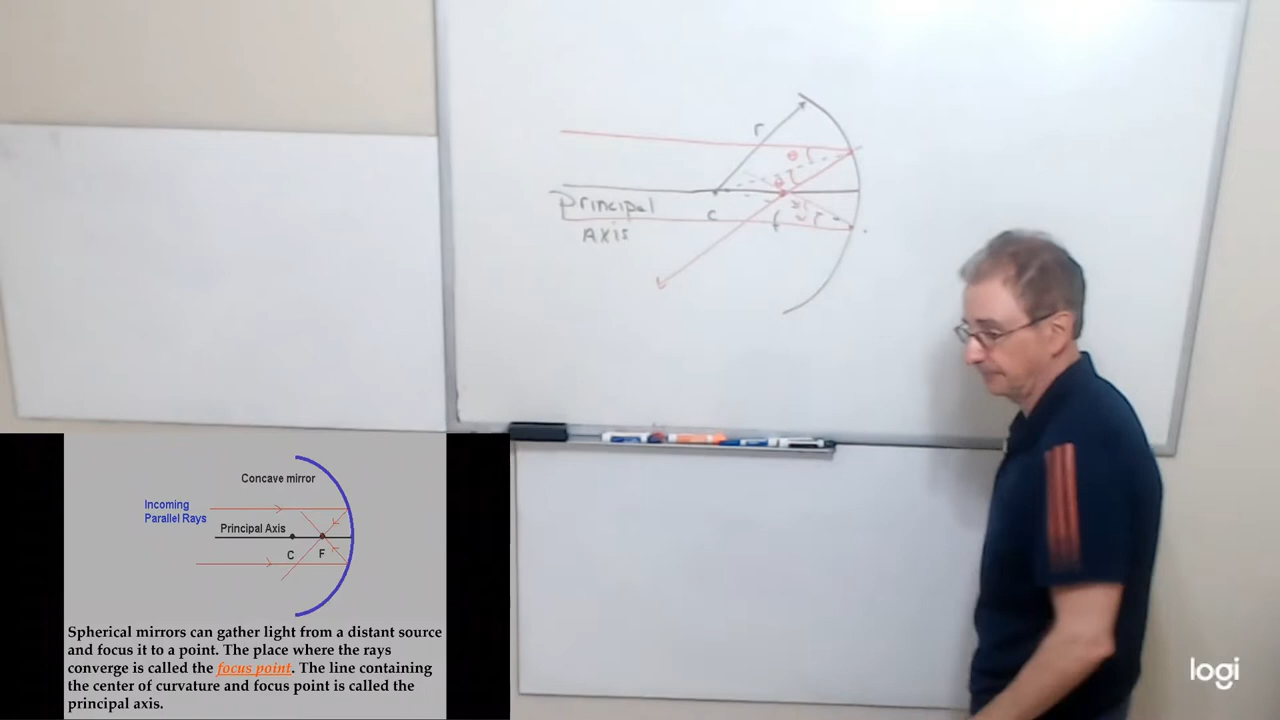 r
θ
θ
Principal
Axis
c
f
Concave mirror
Incoming
Parallel Rays
Principal Axis
C
F
Spherical mirrors can gather light from a distant source
and focus it to a point. The place where the rays
converge is called the focus point. The line containing
the center of curvature and focus point is called the
principal axis.
logi